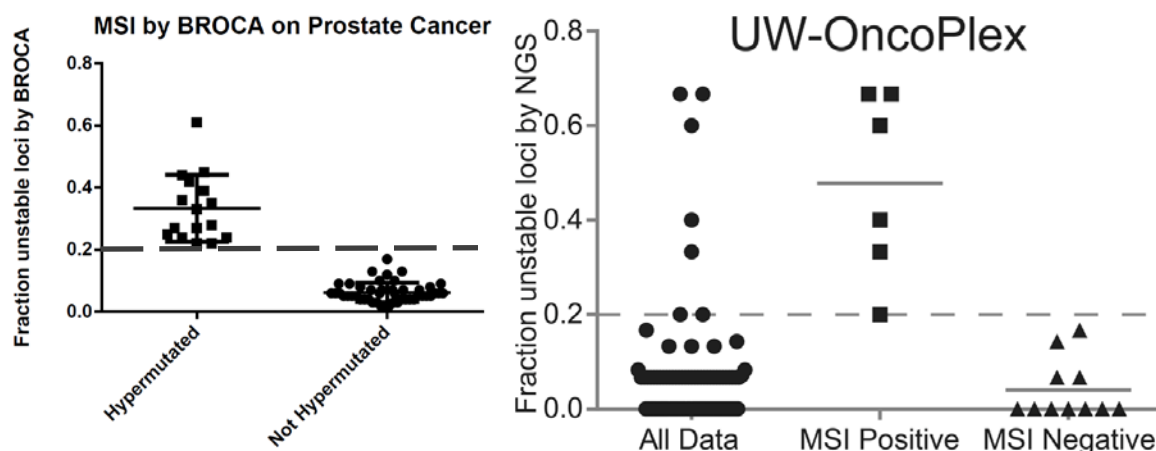 MSI by BROCA on Prostate Cancer
Fraction unstable loci by BROCA
0.8
0.6
0.4
0.2
0.0
Hypermutated
Not Hypermutated
UW-OncoPlex
Fraction unstable loci by NGS
0.8
0.6
0.4
0.2
0.0
All Data
MSI Positive
MSI Negative